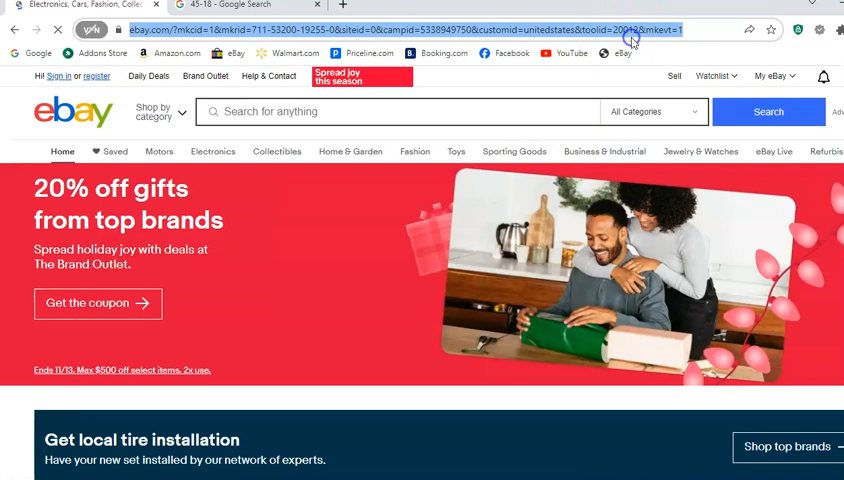 Electronics, Cars, Fashion, Collec
45-18 - Google Search
VPN
ebay.com/?mkcid=1&mkrid=711-53200-19255-0&siteid=0&campid=5338949750&customid=unitedstates&toolid=20012&mkevt=1
Google Addons Store Amazon.com eBay Walmart.com Priceline.com Booking.com Facebook YouTube eBay
Hi! Sign in or register Daily Deals Brand Outlet Help & Contact
Spread joy
this season
Sell Watchlist My eBay
ebay
Shop by
category
Search for anything
All Categories
Search
Adv
Home Saved Motors Electronics Collectibles Home & Garden Fashion Toys Sporting Goods Business & Industrial Jewelry & Watches eBay Live Refurbis
20% off gifts
from top brands
Spread holiday joy with deals at
The Brand Outlet.
Get the coupon
Ends 11/13. Max $500 off select items. 2x use.
Get local tire installation
Have your new set installed by our network of experts.
Shop top brands